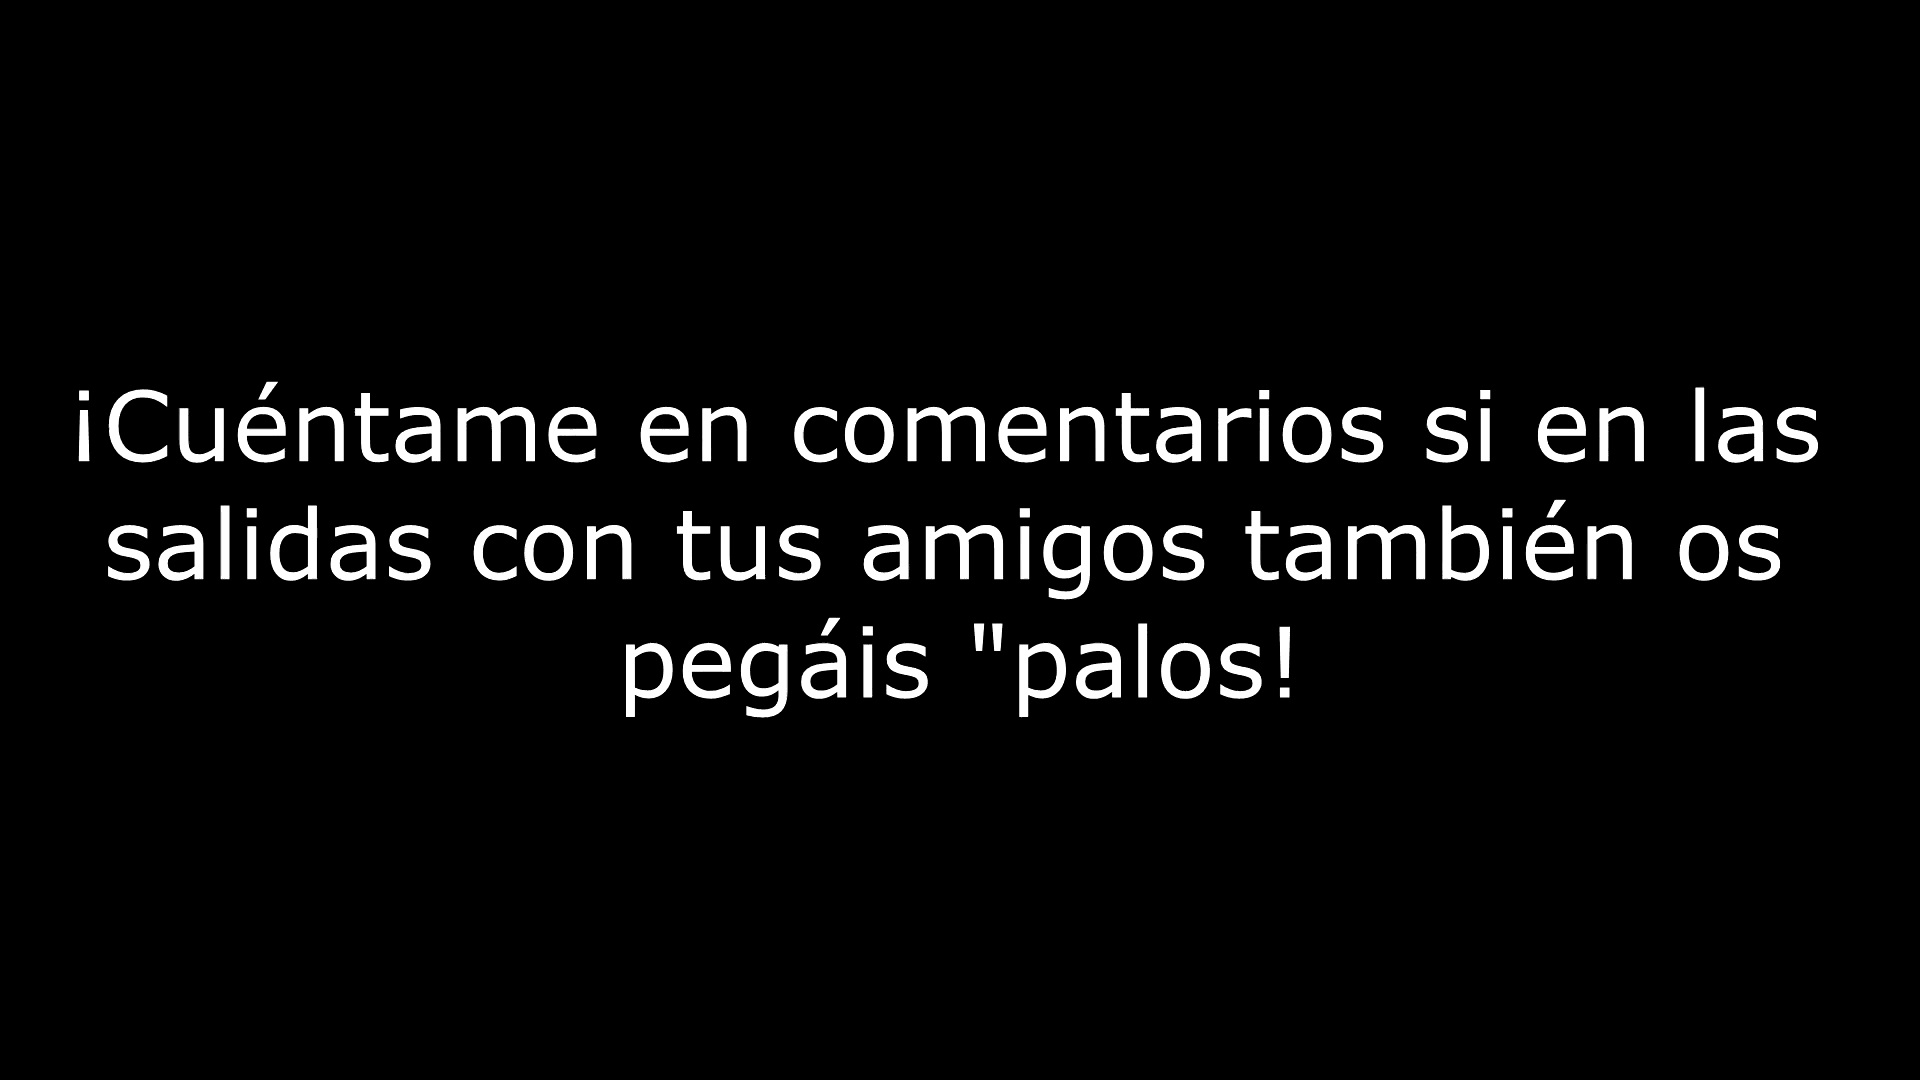 ¡Cuéntame en comentarios si en las
salidas con tus amigos también os
pegáis "palos!